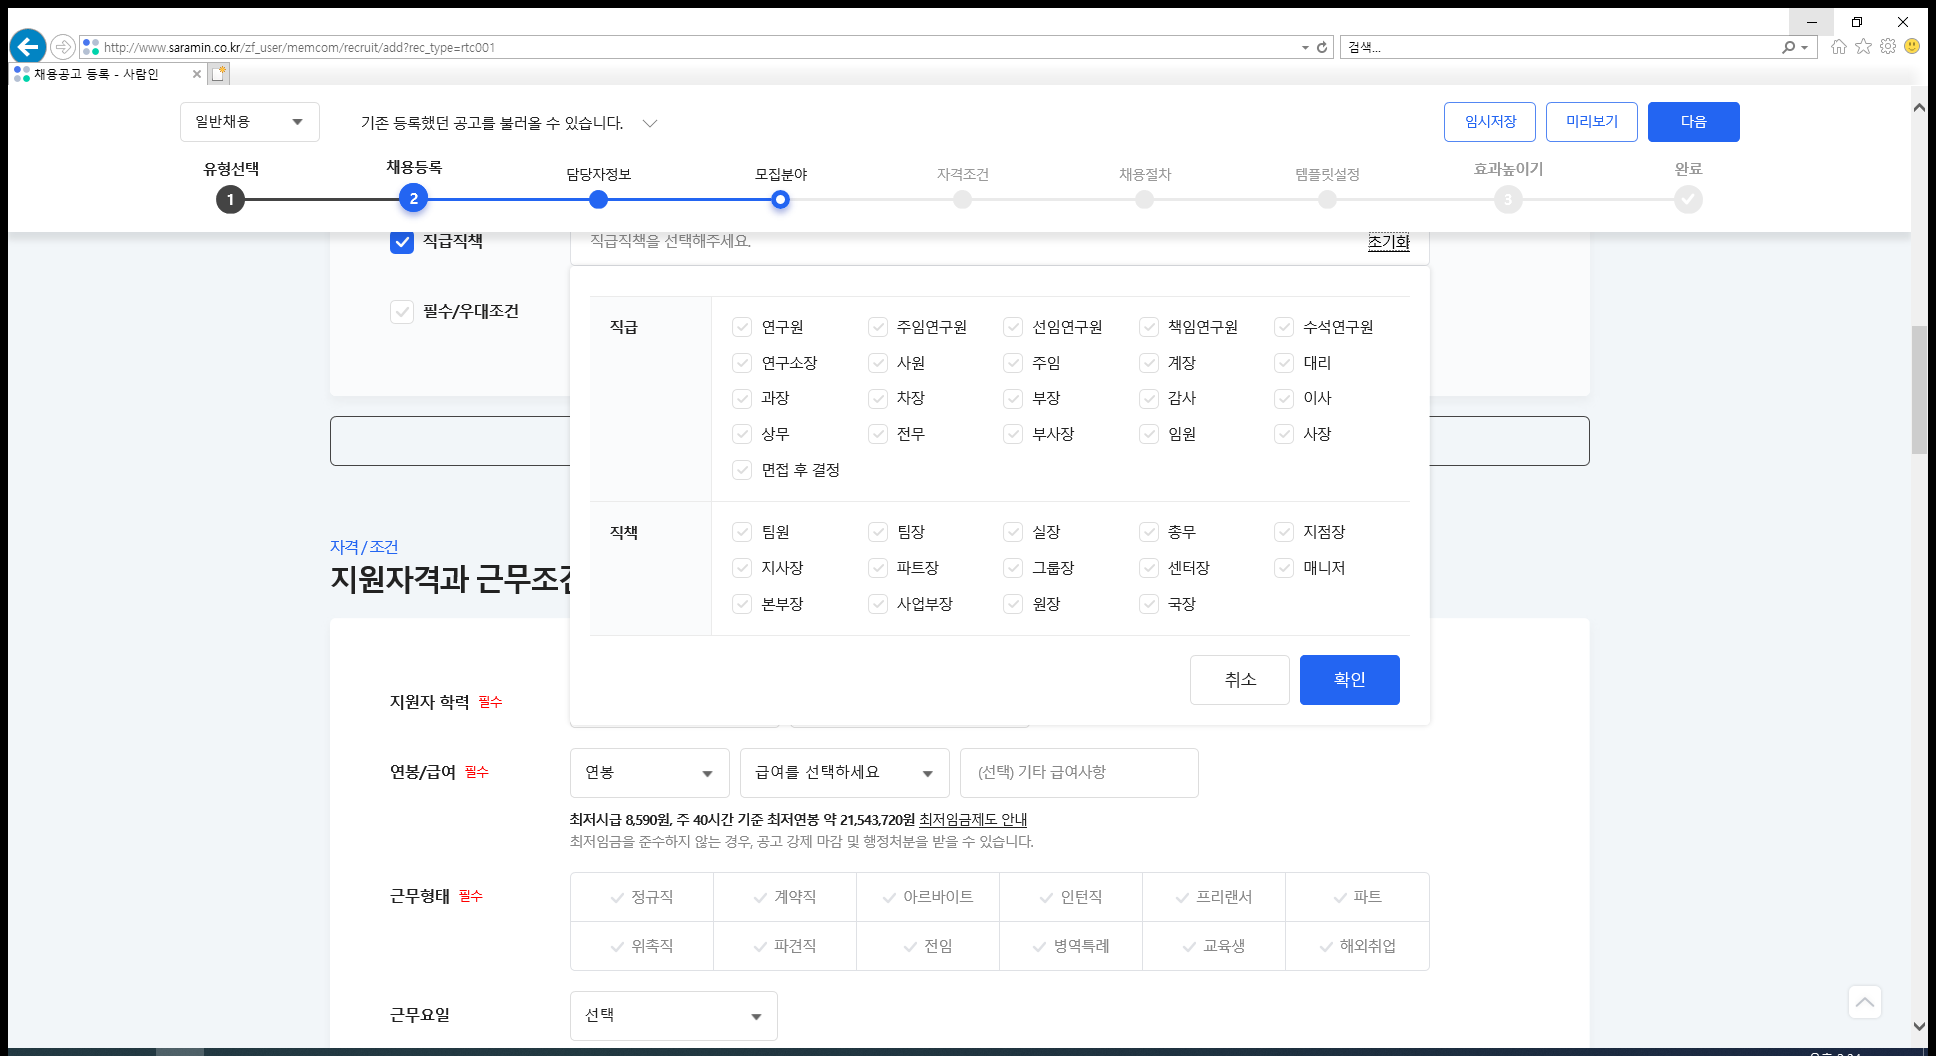 http://www.saramin.co.kr/zf_user/memcom/recruit/add?rec_type=rtc001
검색...
채용공고 등록 - 사람인
일반채용
기존 등록했던 공고를 불러올 수 있습니다.
임시저장
미리보기
다음
유형선택
채용등록
담당자정보
모집분야
자격조건
채용절차
템플릿설정
효과높이기
완료
1
2
3
직급직책
직급직책을 선택해주세요.
초기화
필수/우대조건
직급
연구원 주임연구원 선임연구원 책임연구원 수석연구원
연구소장 사원 주임 계장 대리
과장 차장 부장 감사 이사
상무 전무 부사장 임원 사장
면접 후 결정
직책
팀원 팀장 실장 총무 지점장
지사장 파트장 그룹장 센터장 매니저
본부장 사업부장 원장 국장
취소
확인
자격 / 조건
지원자격과 근무조건
지원자 학력 필수
연봉/급여 필수
연봉
급여를 선택하세요
(선택) 기타 급여사항
최저시급 8,590원, 주 40시간 기준 최저연봉 약 21,543,720원 최저임금제도 안내
최저임금을 준수하지 않는 경우, 공고 강제 마감 및 행정처분을 받을 수 있습니다.
근무형태 필수
정규직 계약직 아르바이트 인턴직 프리랜서 파트
위촉직 파견직 전임 병역특례 교육생 해외취업
근무요일
선택